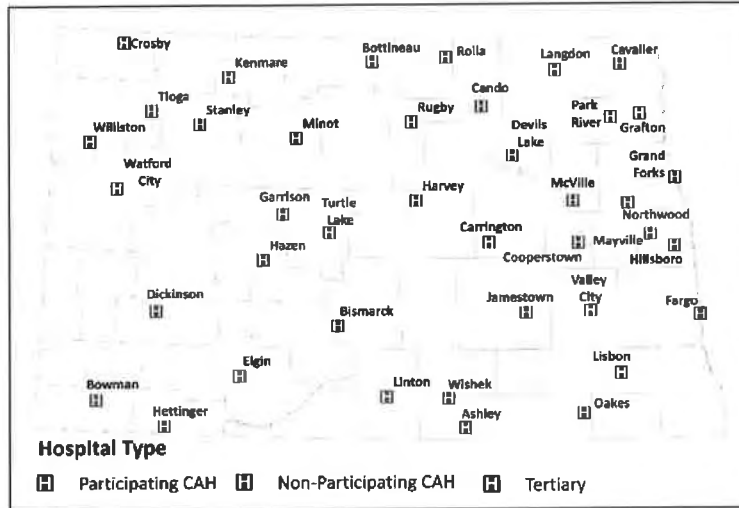 H Crosby
Kenmare
H
Bottineau
H
Rolla
H
Langdon
H
Cavalier
H
Tioga
H
Stanley
H
Williston
H
Minot
H
Rugby
H
Cando
H
Devils
Lake
H
Park
River
H
H
Grafton
Grand
Forks
H
Watford
City
H
Garrison
H
Turtle
Lake
H
Harvey
H
McVille
H
H
Northwood
H
Mayville
H
Hillsboro
Carrington
H
Cooperstown
H
Hazen
H
Dickinson
H
Bismarck
H
Jamestown
H
Valley
City
H
Fargo
H
Elgin
H
Bowman
H
Hettinger
H
Linton
H
Wishek
H
Ashley
H
Lisbon
H
Oakes
H
Hospital Type
H Participating CAH H Non-Participating CAH H Tertiary